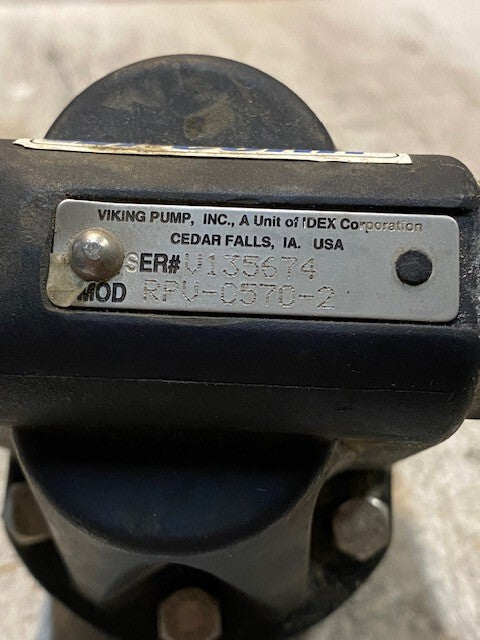 VIKING PUMP, INC., A Unit of IDEX Corporation
CEDAR FALLS, IA. USA
SER# V135674
MOD RPV-0570-2